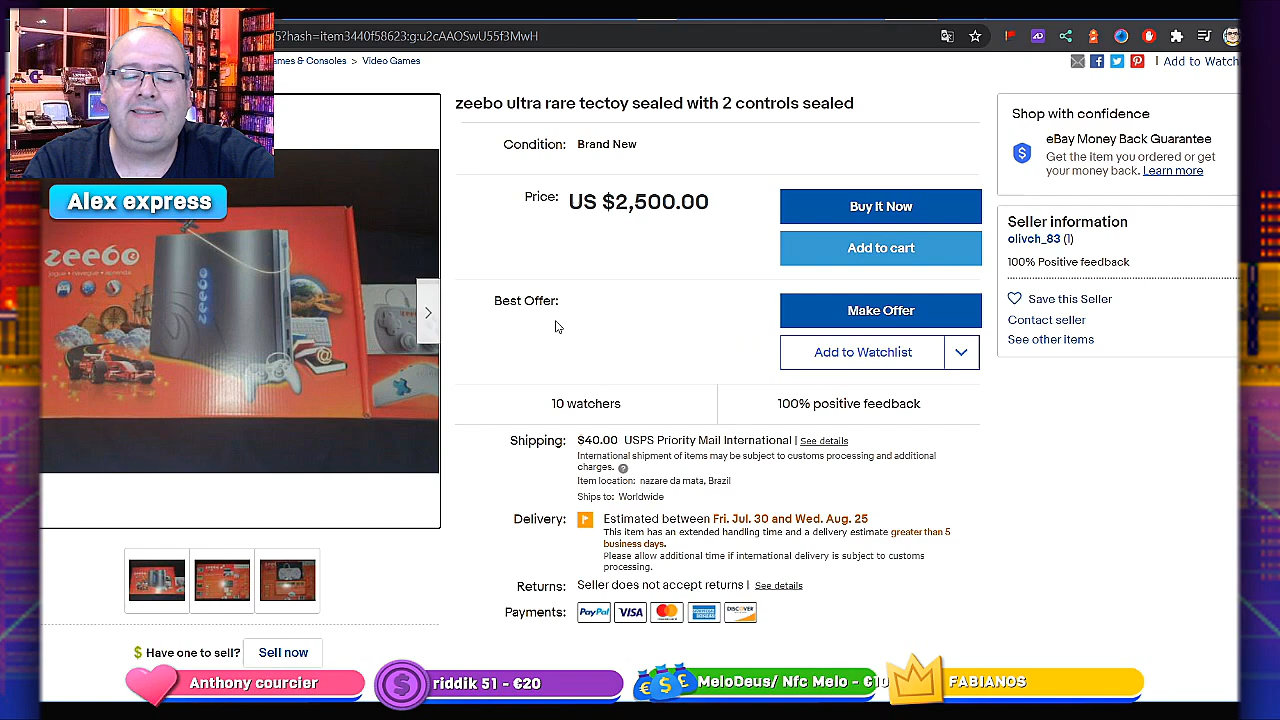 5?hash=item3440f58623:g:u2cAAOSwU55f3MwH
ames & Consoles > Video Games
Add to Watch
zeebo ultra rare tectoy sealed with 2 controls sealed
Condition: Brand New
Price: US $2,500.00
Buy It Now
Add to cart
Best Offer:
Make Offer
Add to Watchlist
10 watchers
100% positive feedback
Shipping: $40.00 USPS Priority Mail International | See details
International shipment of items may be subject to customs processing and additional
charges.
Item location: nazare da mata, Brazil
Ships to: Worldwide
Delivery: Estimated between Fri. Jul. 30 and Wed. Aug. 25
This item has an extended handling time and a delivery estimate greater than 5
business days.
Please allow additional time if international delivery is subject to customs
processing.
Returns: Seller does not accept returns | See details
Payments: PayPal VISA
DISCOVER
Shop with confidence
eBay Money Back Guarantee
Get the item you ordered or get
your money back. Learn more
Seller information
olivch_83 (1)
100% Positive feedback
Save this Seller
Contact seller
See other items
Alex express
zeebo
jogue • navegue • aprenda
zeebo
$ Have one to sell? Sell now
Anthony courcier
riddik 51 - €20
MeloDeus/ Nfc Melo - €10
FABIANOS